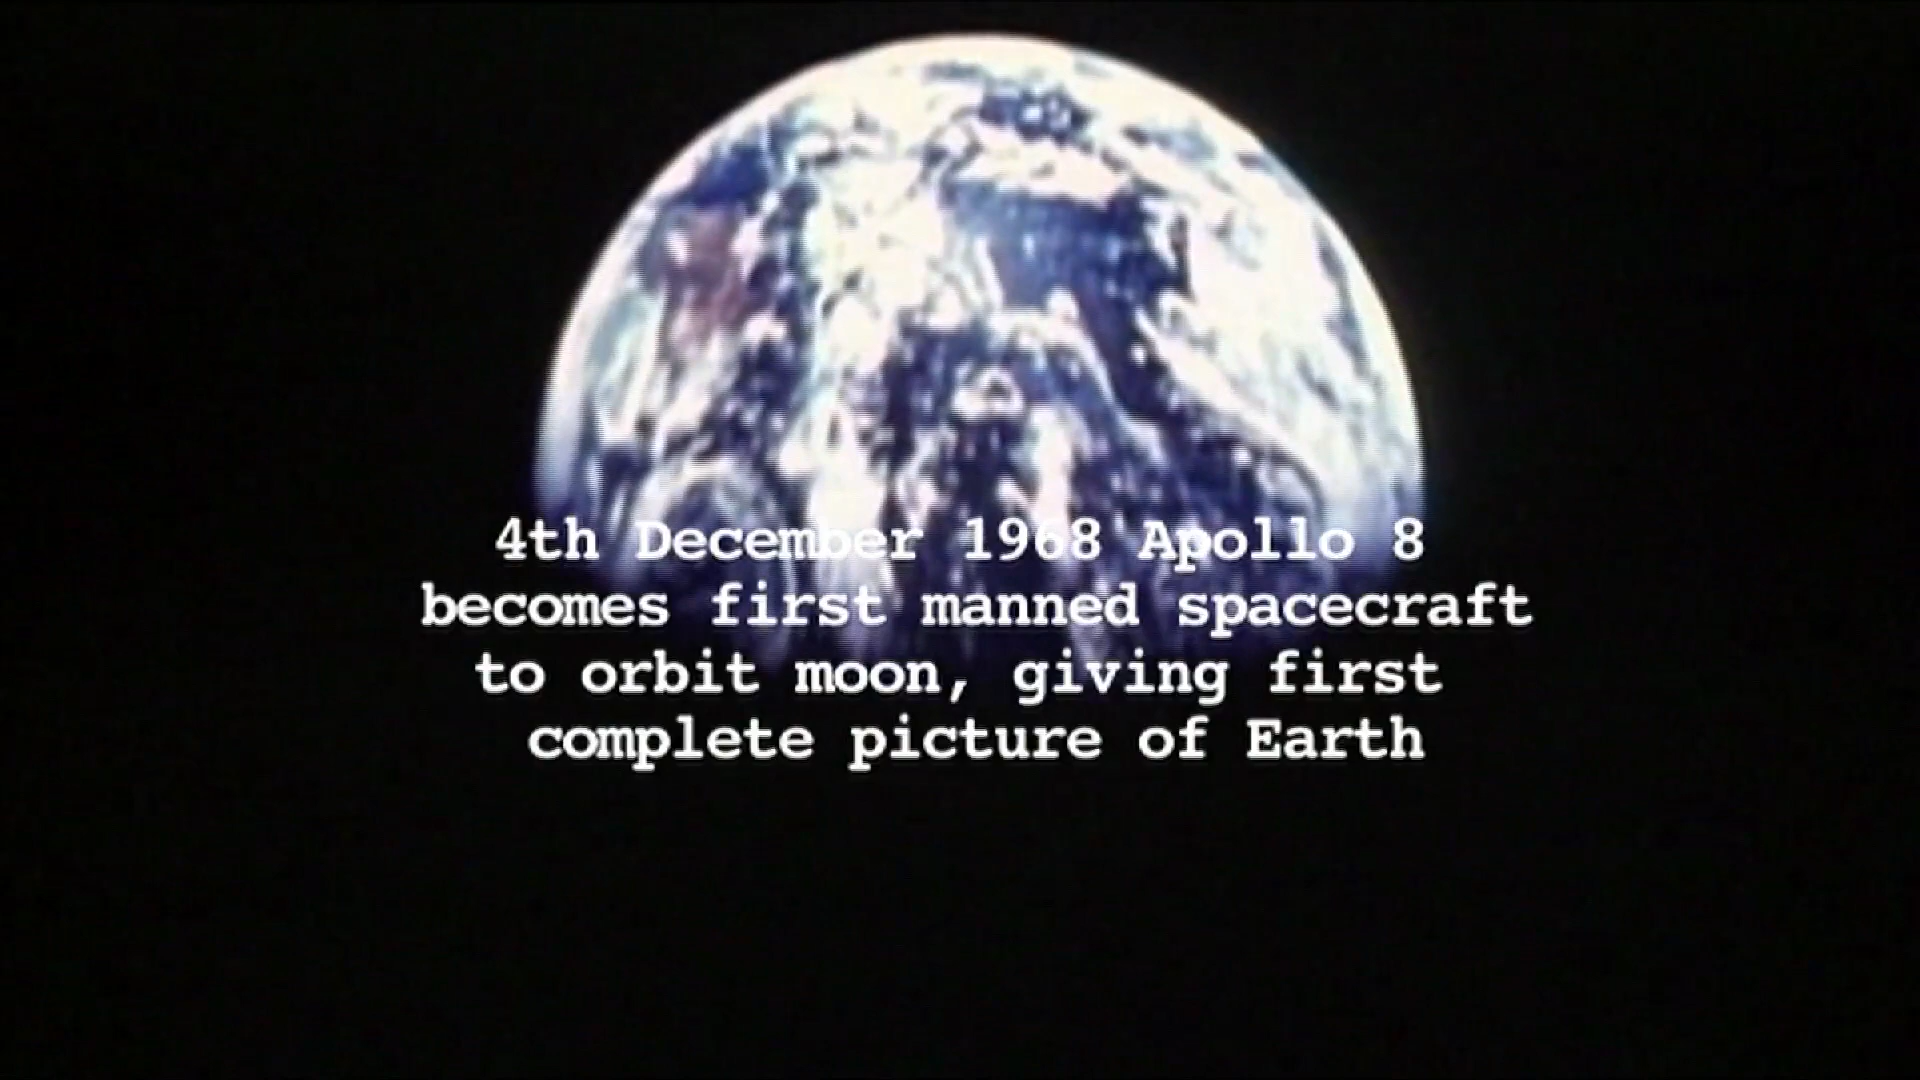 4th December 1968 Apollo 8
becomes first manned spacecraft
to orbit moon, giving first
complete picture of Earth